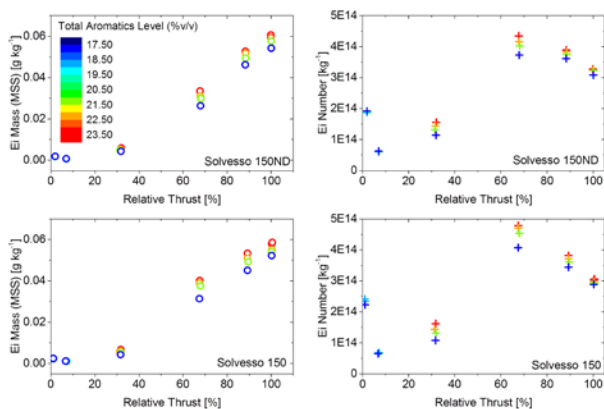 Total Aromatics Level (%v/v)
17.50
18.50
19.50
20.50
21.50
22.50
23.50
Ei Mass (MSS) [g kg⁻¹]
0.06
0.04
0.02
0.00
0 20 40 60 80 100
Relative Thrust [%]
Solvesso 150ND
Ei Number [kg⁻¹]
5E14
4E14
3E14
2E14
1E14
0
0 20 40 60 80 100
Relative Thrust [%]
Solvesso 150ND
Ei Mass (MSS) [g kg⁻¹]
0.06
0.04
0.02
0.00
0 20 40 60 80 100
Relative Thrust [%]
Solvesso 150
Ei Number [kg⁻¹]
5E14
4E14
3E14
2E14
1E14
0
0 20 40 60 80 100
Relative Thrust [%]
Solvesso 150